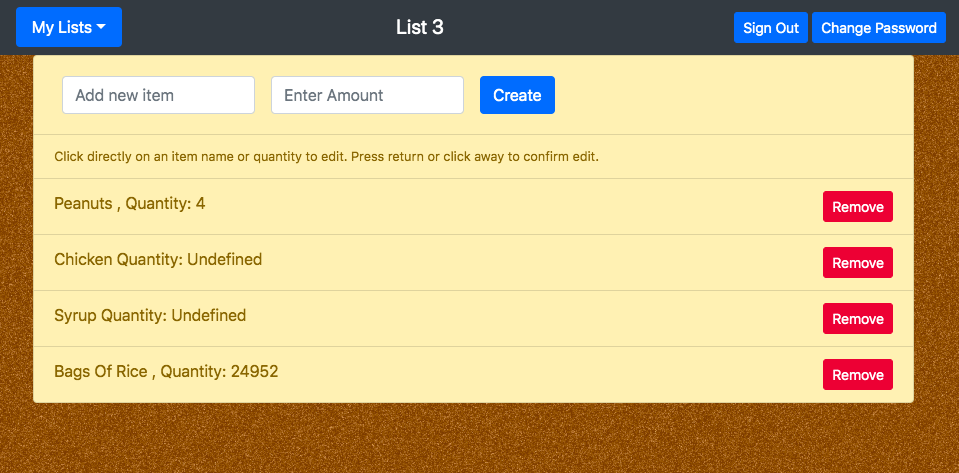 My Lists List 3 Sign Out Change Password
Add new item Enter Amount Create
Click directly on an item name or quantity to edit. Press return or click away to confirm edit.
Peanuts , Quantity: 4 Remove
Chicken Quantity: Undefined Remove
Syrup Quantity: Undefined Remove
Bags Of Rice , Quantity: 24952 Remove